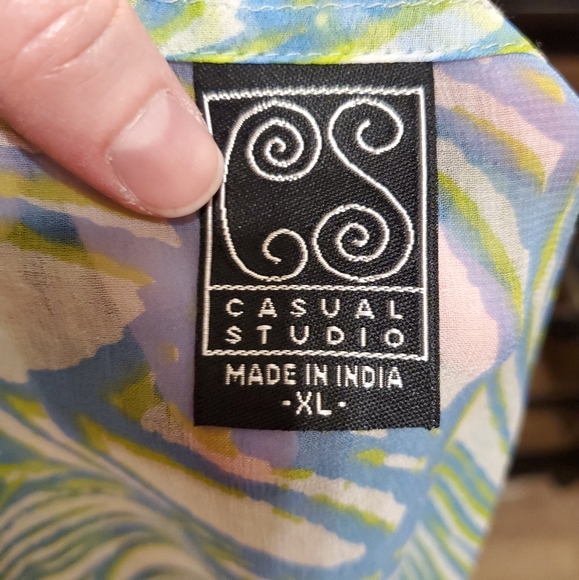 CASUAL
STUDIO
MADE IN INDIA
-XL-